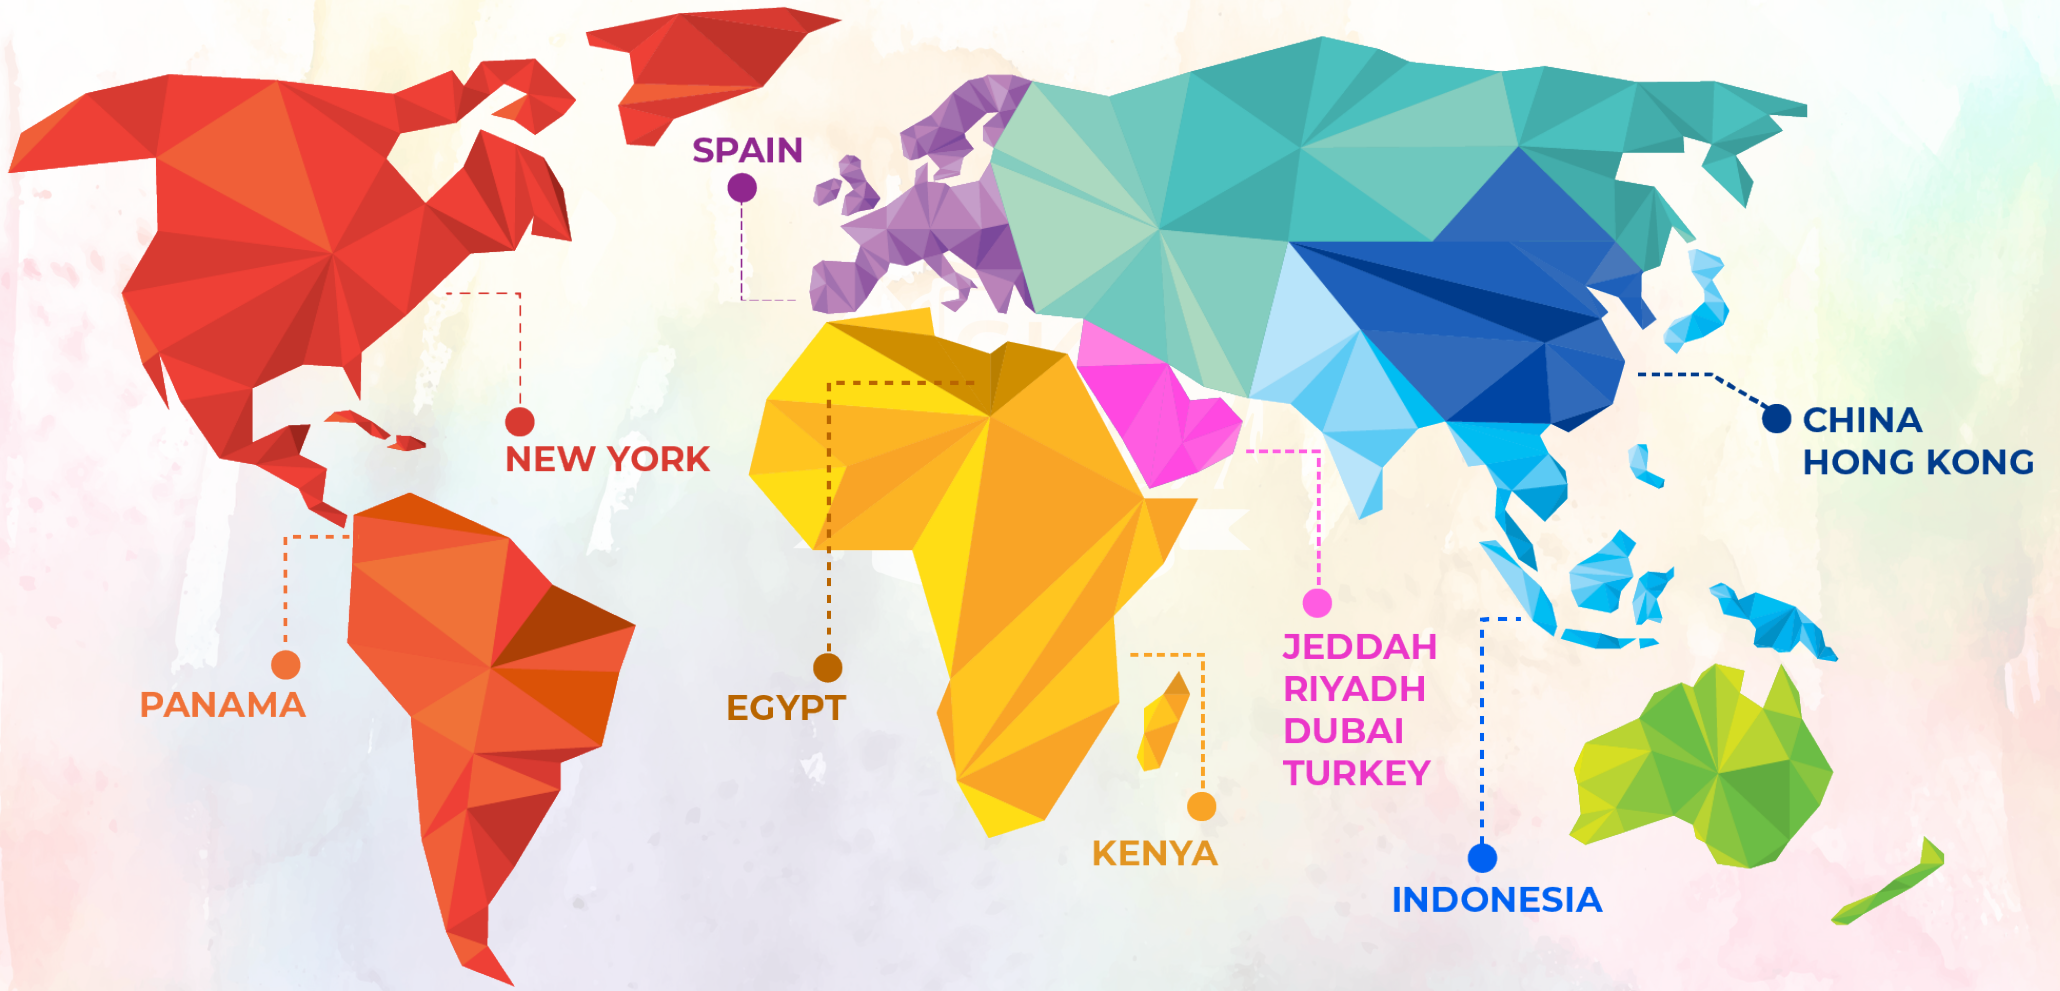 SPAIN
NEW YORK
CHINA
HONG KONG
PANAMA
EGYPT
JEDDAH
RIYADH
DUBAI
TURKEY
KENYA
INDONESIA